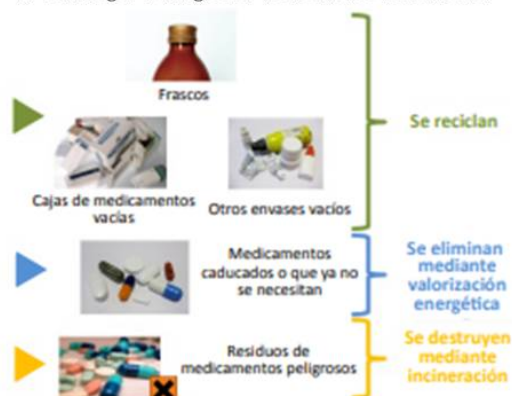 Frascos
Se reciclan
Cajas de medicamentos
vacías
Otros envases vacíos
Medicamentos
caducados o que ya no
se necesitan
Se eliminan
mediante
valorización
energética
Residuos de
medicamentos peligrosos
Se destruyen
mediante
incineración